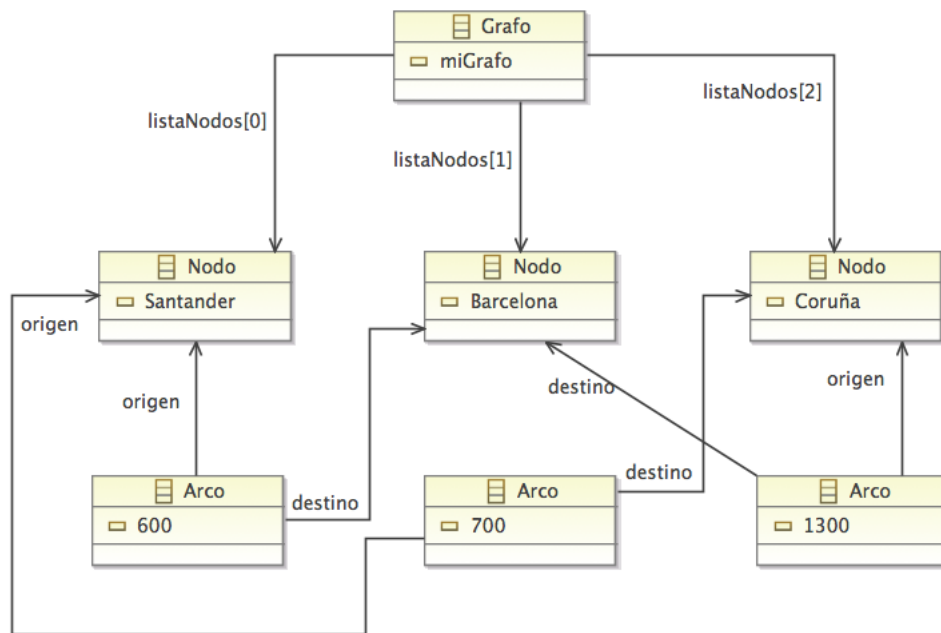 Grafo
miGrafo
listaNodos[0]
listaNodos[1]
listaNodos[2]
Nodo
Santander
Nodo
Barcelona
Nodo
Coruña
origen
origen
destino
destino
destino
origen
Arco
600
Arco
700
Arco
1300